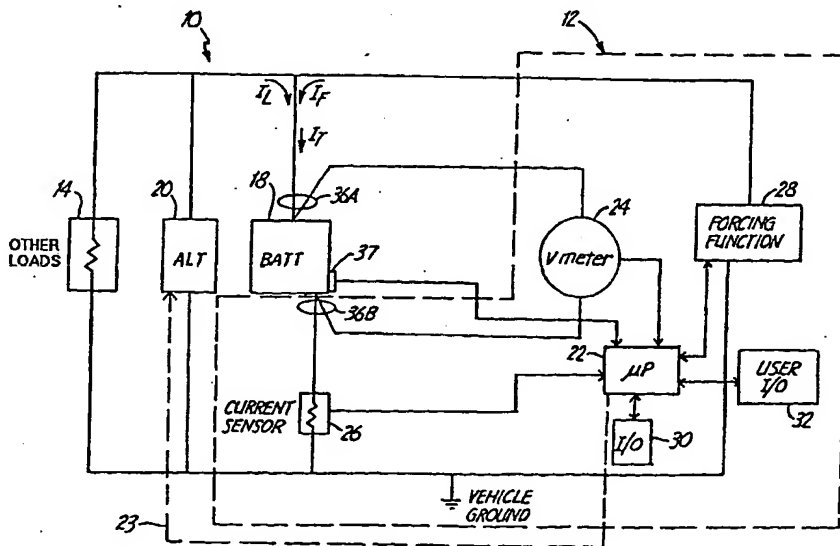 10
12
I_L
I_F
I_T
14
20
18
36A
24
28
OTHER
LOADS
ALT
BATT
37
V meter
FORCING
FUNCTION
36B
22
μP
USER
I/O
32
CURRENT
SENSOR
26
I/O
30
VEHICLE
GROUND
23